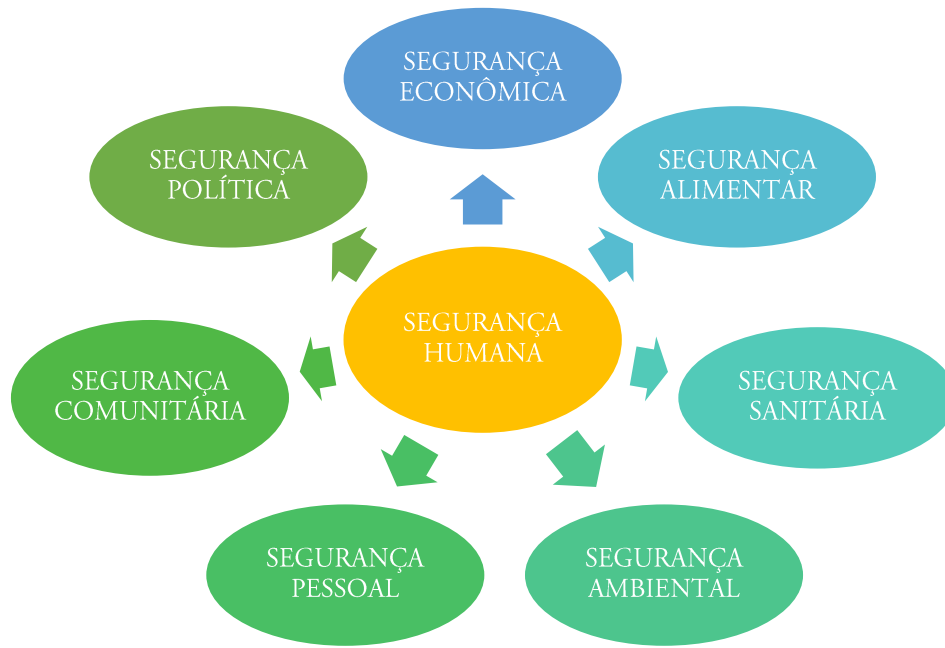 SEGURANÇA
ECONÔMICA
SEGURANÇA
POLÍTICA
SEGURANÇA
ALIMENTAR
SEGURANÇA
HUMANA
SEGURANÇA
COMUNITÁRIA
SEGURANÇA
SANITÁRIA
SEGURANÇA
PESSOAL
SEGURANÇA
AMBIENTAL